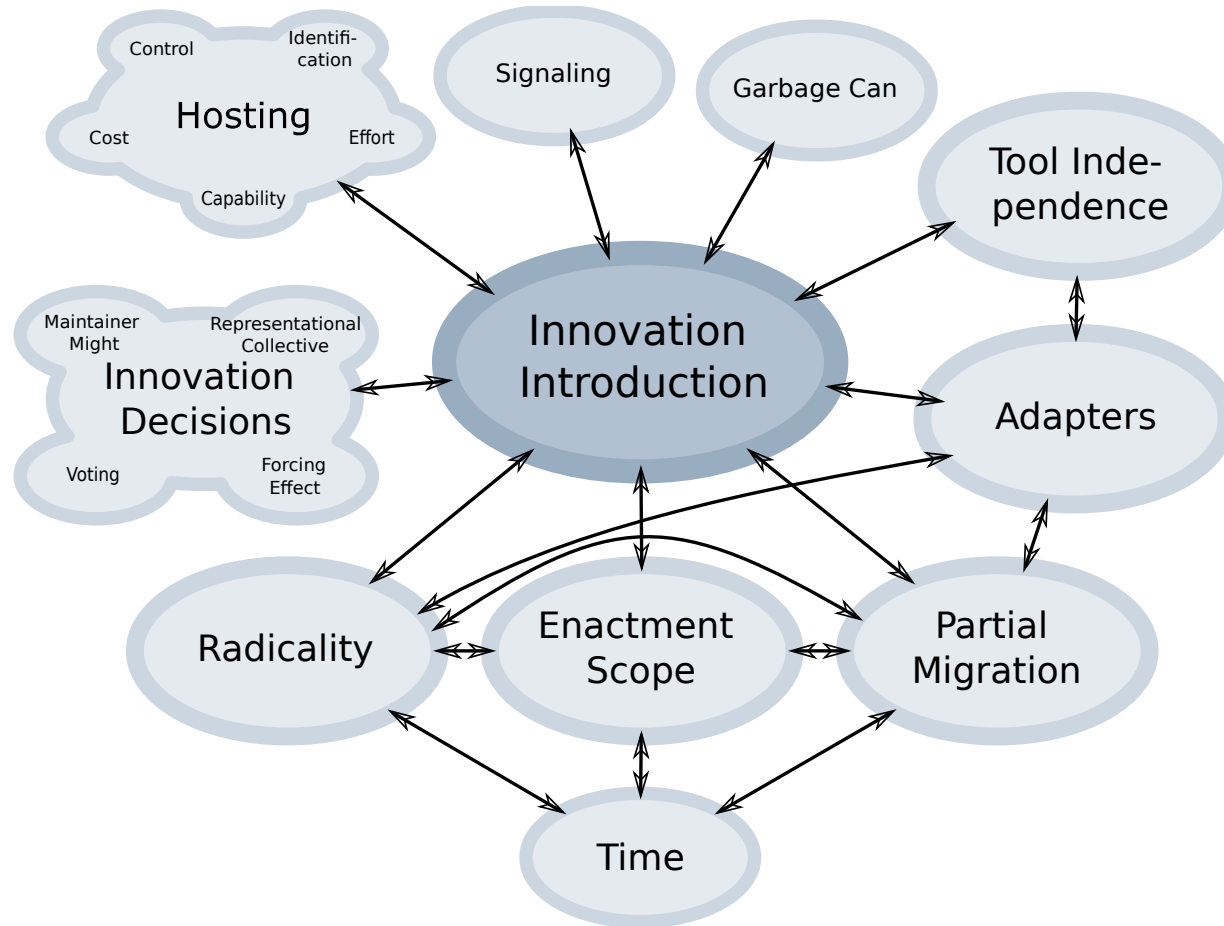 Control
Identifi-
cation
Hosting
Cost
Effort
Capability
Signaling
Garbage Can
Tool Inde-
pendence
Innovation
Introduction
Maintainer
Might
Representational
Collective
Innovation
Decisions
Voting
Forcing
Effect
Adapters
Radicality
Enactment
Scope
Partial
Migration
Time